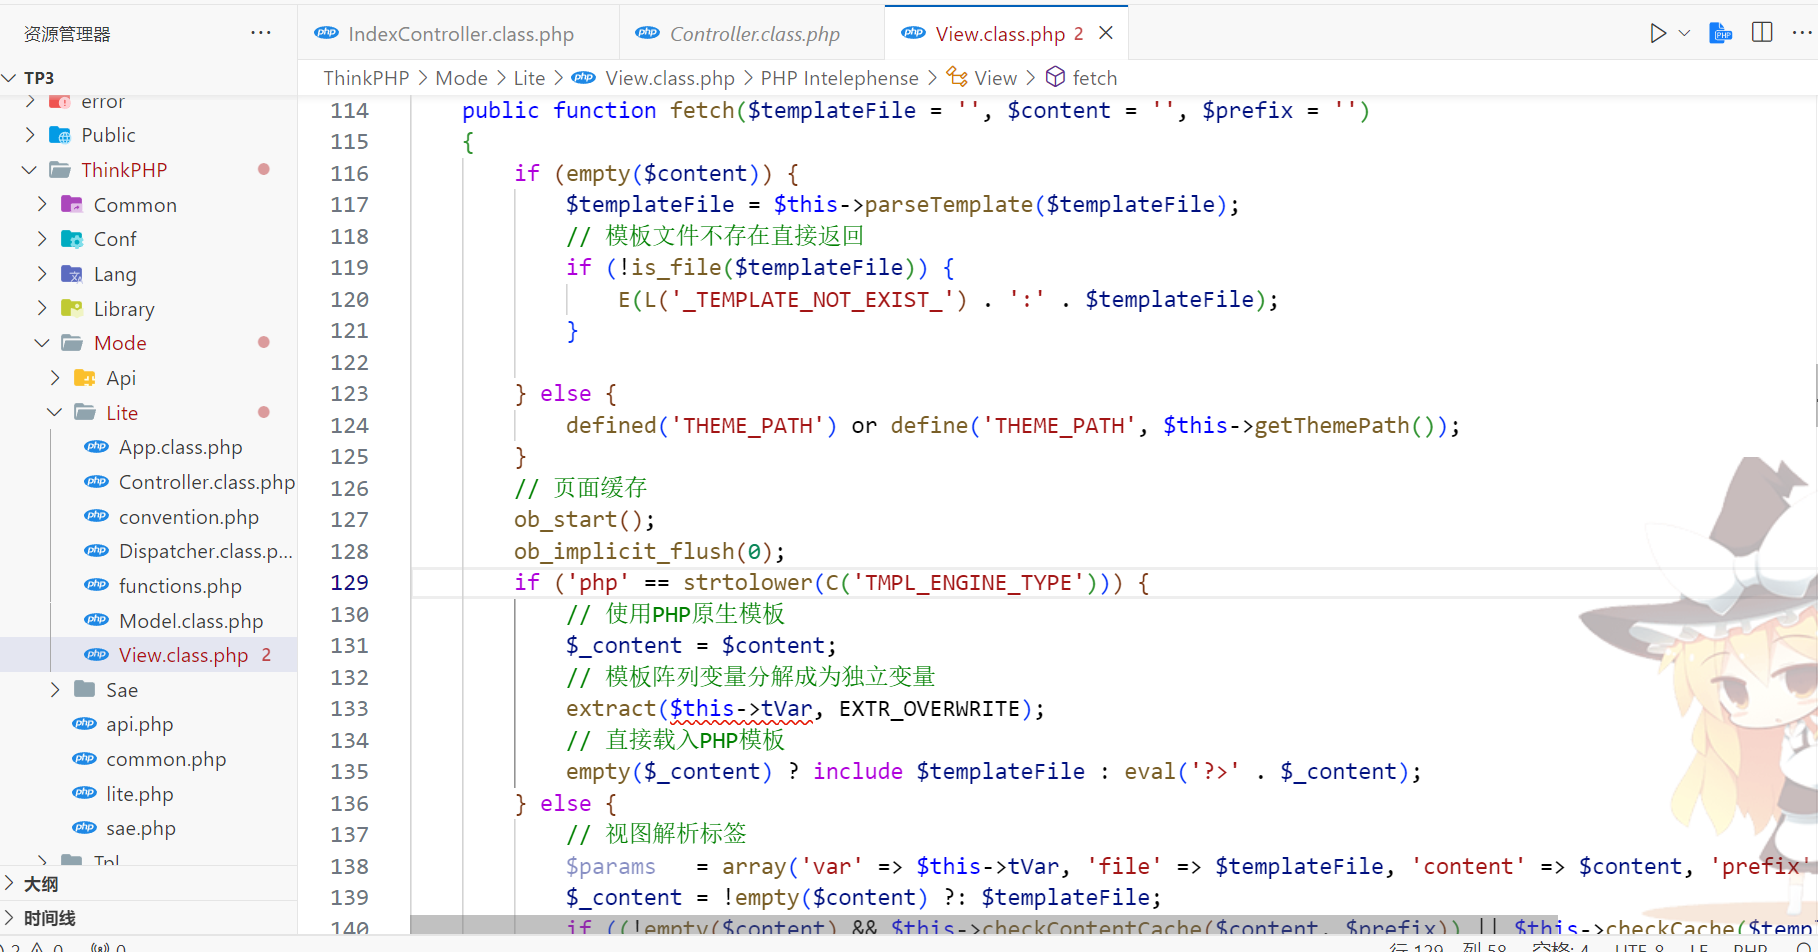 资源管理器 ···
IndexController.class.php Controller.class.php View.class.php 2
TP3
ThinkPHP > Mode > Lite > View.class.php > PHP Intelephense > View > fetch
error
Public
ThinkPHP
Common
Conf
Lang
Library
Mode
Api
Lite
App.class.php
Controller.class.php
convention.php
Dispatcher.class.p...
functions.php
Model.class.php
View.class.php 2
Sae
api.php
common.php
lite.php
sae.php
Tpl
大纲
时间线
114 public function fetch($templateFile = '', $content = '', $prefix = '')
115 {
116 if (empty($content)) {
117 $templateFile = $this->parseTemplate($templateFile);
118 // 模板文件不存在直接返回
119 if (!is_file($templateFile)) {
120 E(L('_TEMPLATE_NOT_EXIST_') . ':' . $templateFile);
121 }
122
123 } else {
124 defined('THEME_PATH') or define('THEME_PATH', $this->getThemePath());
125 }
126 // 页面缓存
127 ob_start();
128 ob_implicit_flush(0);
129 if ('php' == strtolower(C('TMPL_ENGINE_TYPE'))) {
130 // 使用PHP原生模板
131 $_content = $content;
132 // 模板阵列变量分解成为独立变量
133 extract($this->tVar, EXTR_OVERWRITE);
134 // 直接载入PHP模板
135 empty($_content) ? include $templateFile : eval('?>' . $_content);
136 } else {
137 // 视图解析标签
138 $params = array('var' => $this->tVar, 'file' => $templateFile, 'content' => $content, 'prefix'
139 $_content = !empty($content) ?: $templateFile;
140 if ((!empty($content) && $this->checkContentCache($content, $prefix)) || $this->checkCache($temp
行 129, 列 58 空格: 4 UTF-8 LF PHP